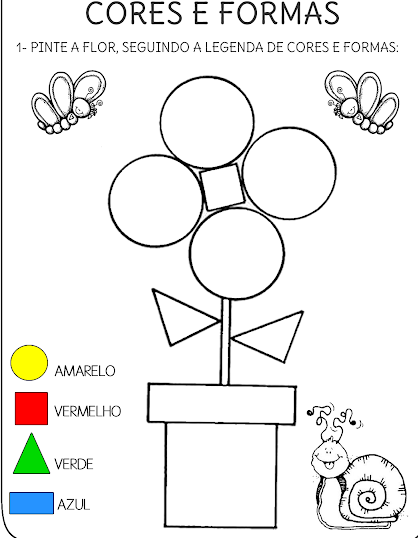 CORES E FORMAS
1- PINTE A FLOR, SEGUINDO A LEGENDA DE CORES E FORMAS:
AMARELO
VERMELHO
VERDE
AZUL